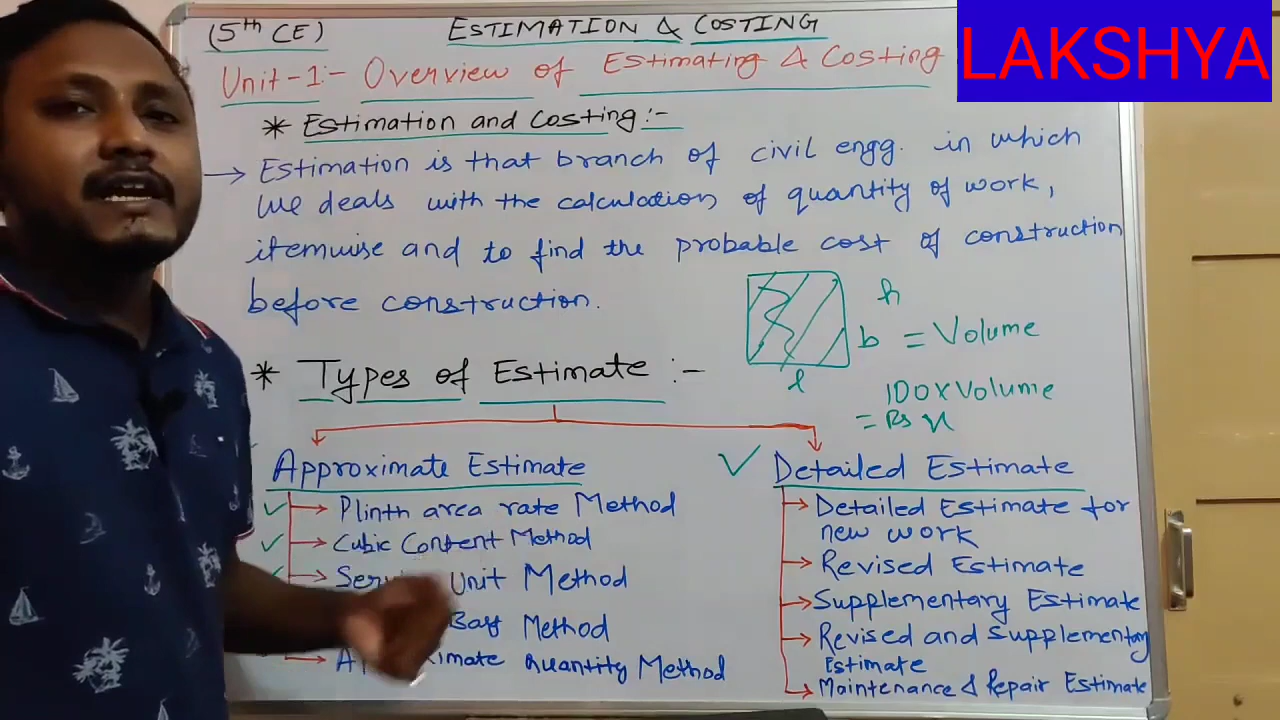 (5th CE)
ESTIMATION & COSTING
LAKSHYA
Unit-1:- Overview of Estimating & Costing
* Estimation and Costing:-
→ Estimation is that branch of civil engg. in which
we deals with the calculation of quantity of work,
itemwise and to find the probable cost of construction
before construction.
h
b = Volume
l
100 x Volume
= Rs x
* Types of Estimate :-
Approximate Estimate
→ Plinth area rate Method
→ Cubic Content Method
→ Unit Method
Method
→ Quantity Method
✓ Detailed Estimate
→ Detailed Estimate for
new work
→ Revised Estimate
→ Supplementary Estimate
→ Revised and supplementary
Estimate
→ Maintenance & Repair Estimate